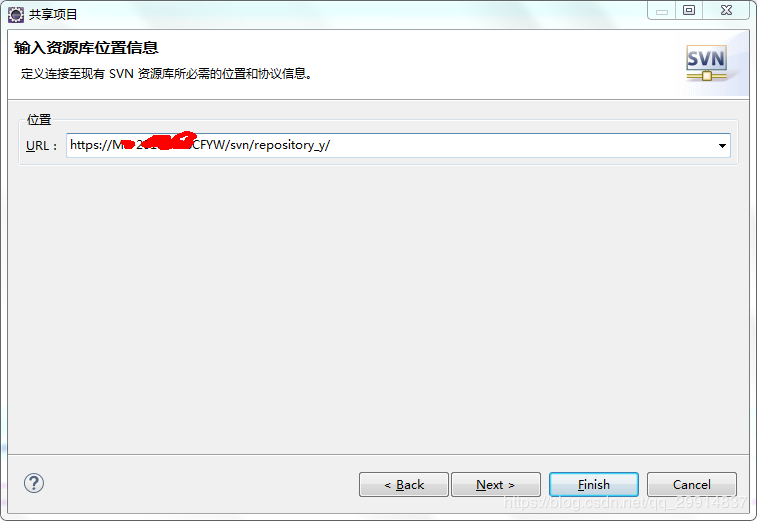 共享项目
输入资源库位置信息
定义连接至现有 SVN 资源库所必需的位置和协议信息。
SVN
位置
URL : https://M CFYW/svn/repository_y/
< Back Next > Finish Cancel
https://blog.csdn.net/qq_29914837